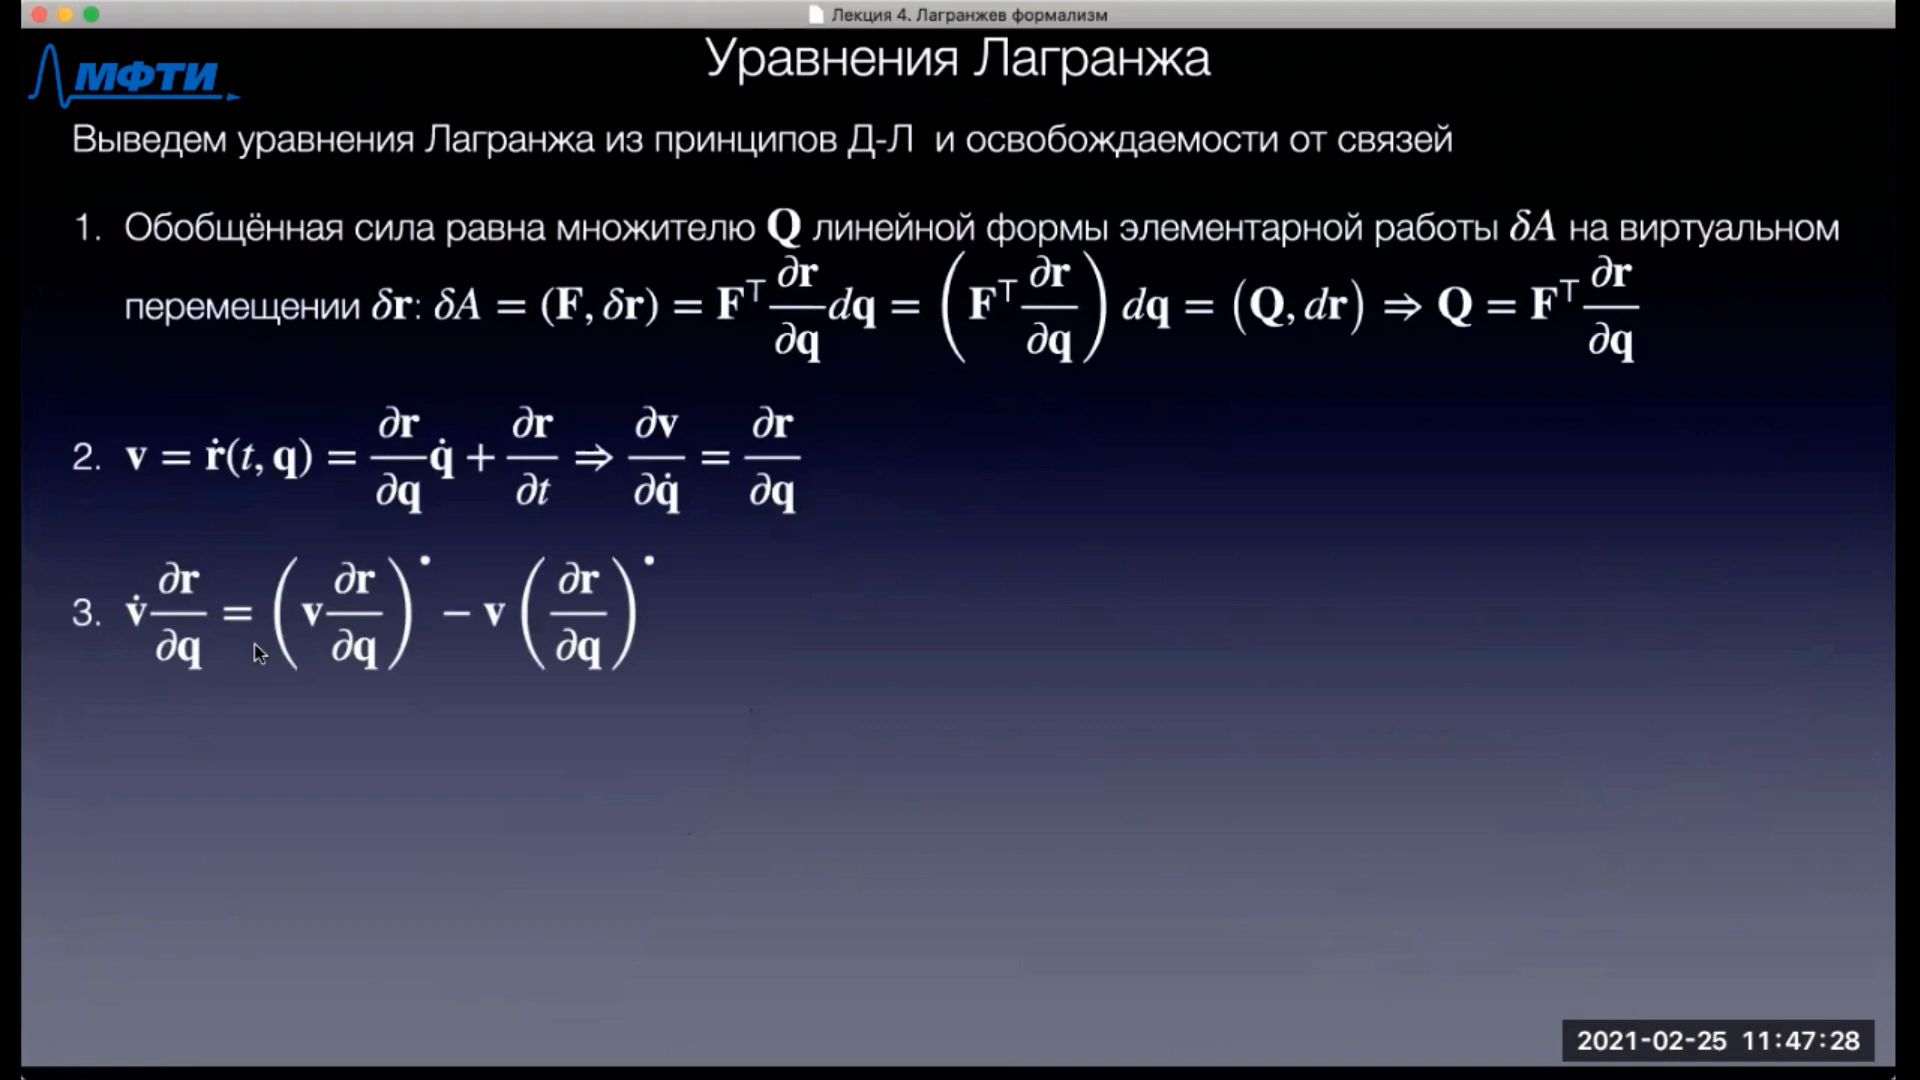 Лекция 4. Лагранжев формализм
МФТИ
Уравнения Лагранжа
Выведем уравнения Лагранжа из принципов Д-Л и освобождаемости от связей
1. Обобщённая сила равна множителю Q линейной формы элементарной работы δA на виртуальном
перемещении δr: δA = (F, δr) = F^⊤ ∂r/∂q dq = (F^⊤ ∂r/∂q) dq = (Q, dr) ⇒ Q = F^⊤ ∂r/∂q
2. v = ṙ(t, q) = ∂r/∂q q̇ + ∂r/∂t ⇒ ∂v/∂q̇ = ∂r/∂q
3. v̇ ∂r/∂q = (v ∂r/∂q)˙ − v (∂r/∂q)˙
2021-02-25 11:47:28